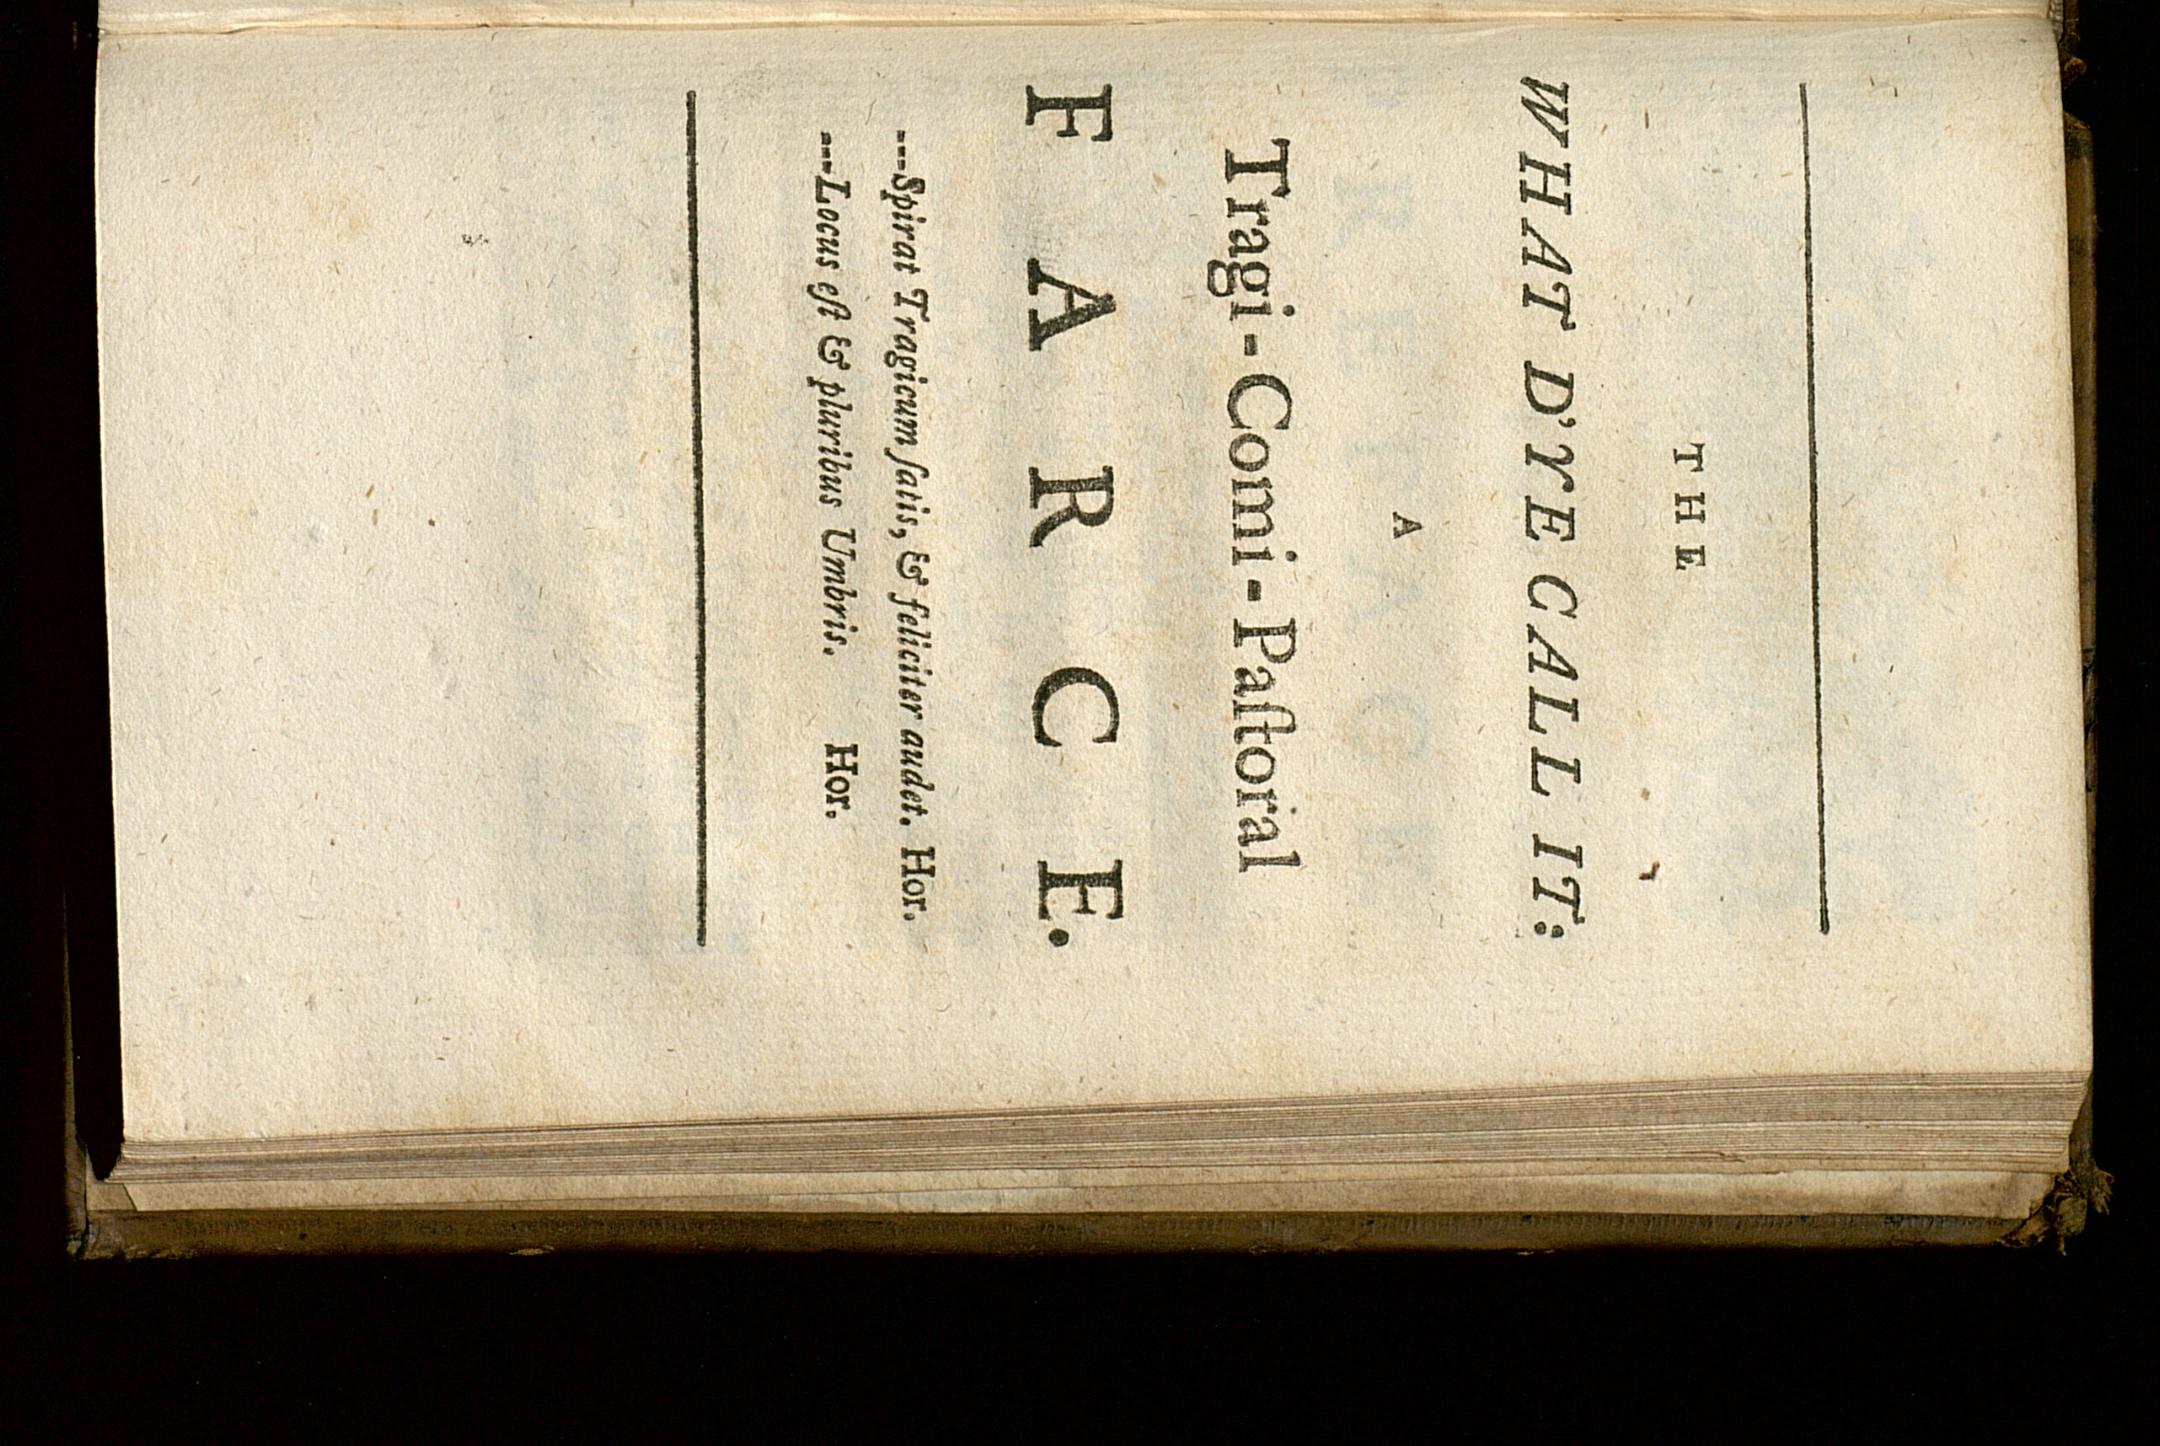 THE
WHAT D'YE CALL IT:
A
Tragi-Comi-Paſtoral
FARCE.
---Spirat Tragicum ſatis, & feliciter audet. Hor.
---Locus eſt & pluribus Umbris. Hor.